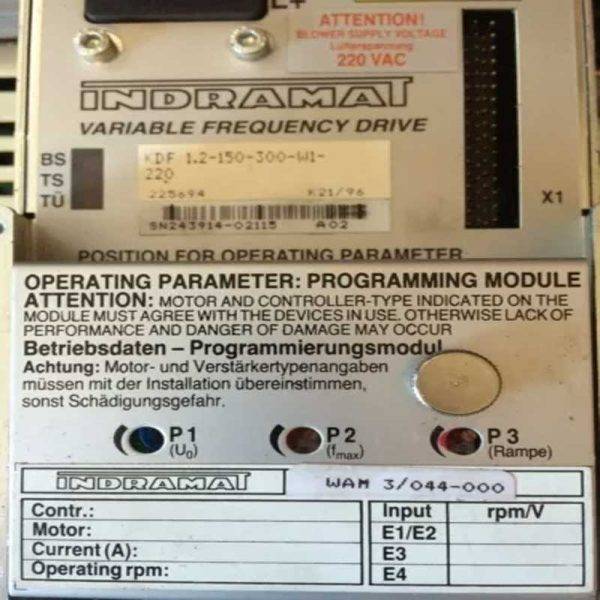 L+
ATTENTION!
BLOWER SUPPLY VOLTAGE
Lüfterspannung
220 VAC
INDRAMAT
VARIABLE FREQUENCY DRIVE
BS
TS
TÜ
KDF 1.2-150-300-W1-
220
225694 K21/96
SN243914-02115 A02
X1
POSITION FOR OPERATING PARAMETER
OPERATING PARAMETER: PROGRAMMING MODULE
ATTENTION: MOTOR AND CONTROLLER-TYPE INDICATED ON THE
MODULE MUST AGREE WITH THE DEVICES IN USE. OTHERWISE LACK OF
PERFORMANCE AND DANGER OF DAMAGE MAY OCCUR
Betriebsdaten – Programmierungsmodul
Achtung: Motor- und Verstärkertypenangaben
müssen mit der Installation übereinstimmen,
sonst Schädigungsgefahr.
P1 (U₀)
P2 (fmax)
P3 (Rampe)
INDRAMAT WAM 3/044-000
Contr.: Input rpm/V
Motor: E1/E2
Current (A): E3
Operating rpm: E4